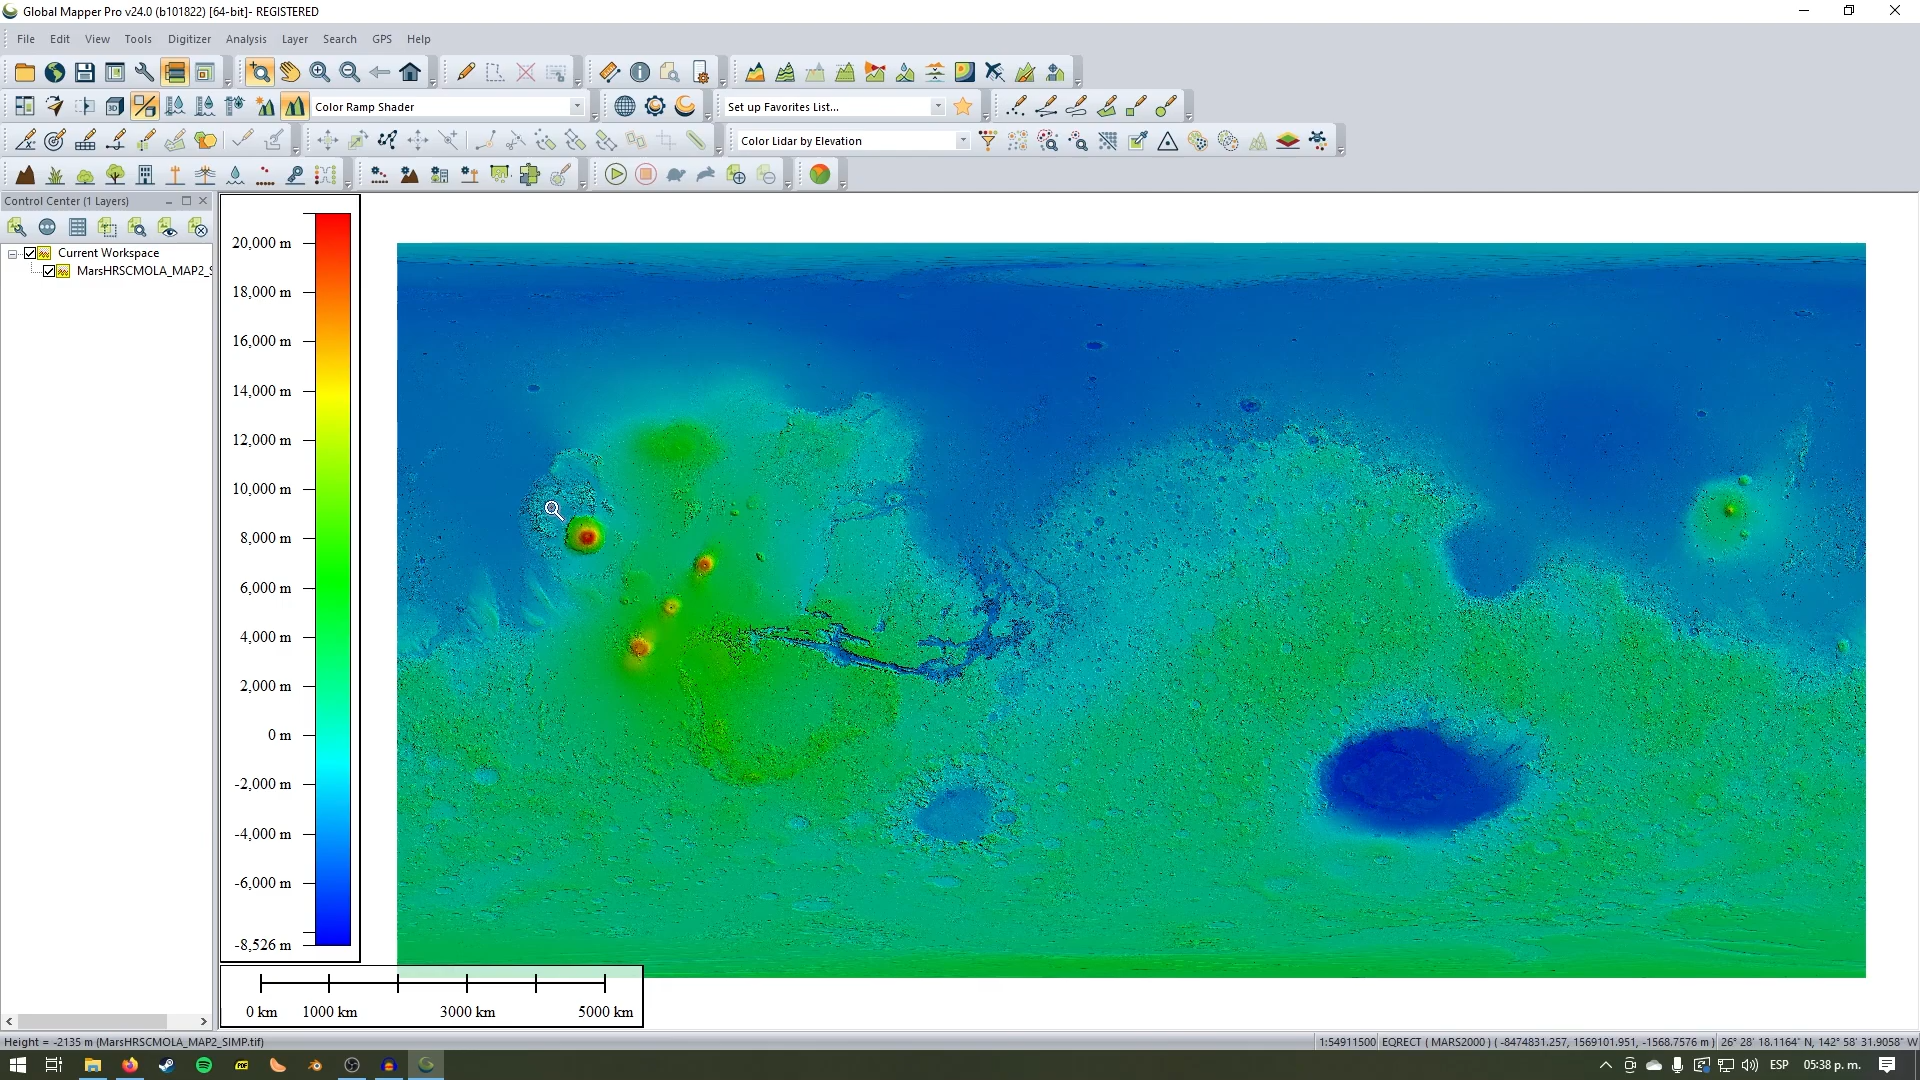 Global Mapper Pro v24.0 (b101822) [64-bit]- REGISTERED
File Edit View Tools Digitizer Analysis Layer Search GPS Help
Color Ramp Shader
Set up Favorites List...
Color Lidar by Elevation
Control Center (1 Layers)
Current Workspace
MarsHRSCMOLA_MAP2_S
20,000 m
18,000 m
16,000 m
14,000 m
12,000 m
10,000 m
8,000 m
6,000 m
4,000 m
2,000 m
0 m
-2,000 m
-4,000 m
-6,000 m
-8,526 m
0 km 1000 km 3000 km 5000 km
Height = -2135 m (MarsHRSCMOLA_MAP2_SIMP.tif)
1:54911500 EQRECT ( MARS2000 ) ( -8474831.257, 1569101.951, -1568.7576 m ) 26° 28' 18.1164" N, 142° 58' 31.9058" W
ESP 05:38 p. m.